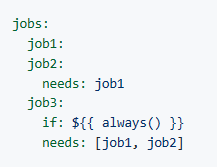 jobs:
  job1:
  job2:
    needs: job1
  job3:
    if: ${{ always() }}
    needs: [job1, job2]